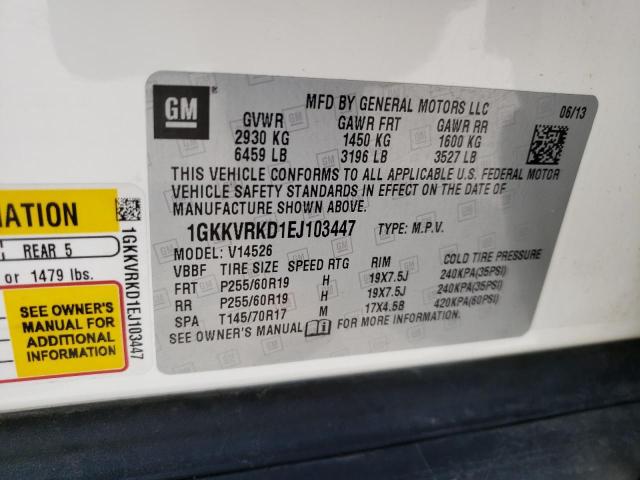 GM
MFD BY GENERAL MOTORS LLC
06/13
GVWR GAWR FRT GAWR RR
2930 KG 1450 KG 1600 KG
6459 LB 3196 LB 3527 LB
THIS VEHICLE CONFORMS TO ALL APPLICABLE U.S. FEDERAL MOTOR
VEHICLE SAFETY STANDARDS IN EFFECT ON THE DATE OF
MANUFACTURE SHOWN ABOVE.
1GKKVRKD1EJ103447 TYPE: M.P.V.
MODEL: V14526
VBBF TIRE SIZE SPEED RTG RIM COLD TIRE PRESSURE
FRT P255/60R19 H 19X7.5J 240KPA(35PSI)
RR P255/60R19 H 19X7.5J 240KPA(35PSI)
SPA T145/70R17 M 17X4.5B 420KPA(60PSI)
SEE OWNER'S MANUAL FOR MORE INFORMATION.
MATION
REAR 5
or 1479 lbs.
SEE OWNER'S
MANUAL FOR
ADDITIONAL
INFORMATION
1GKKVRKD1EJ103447